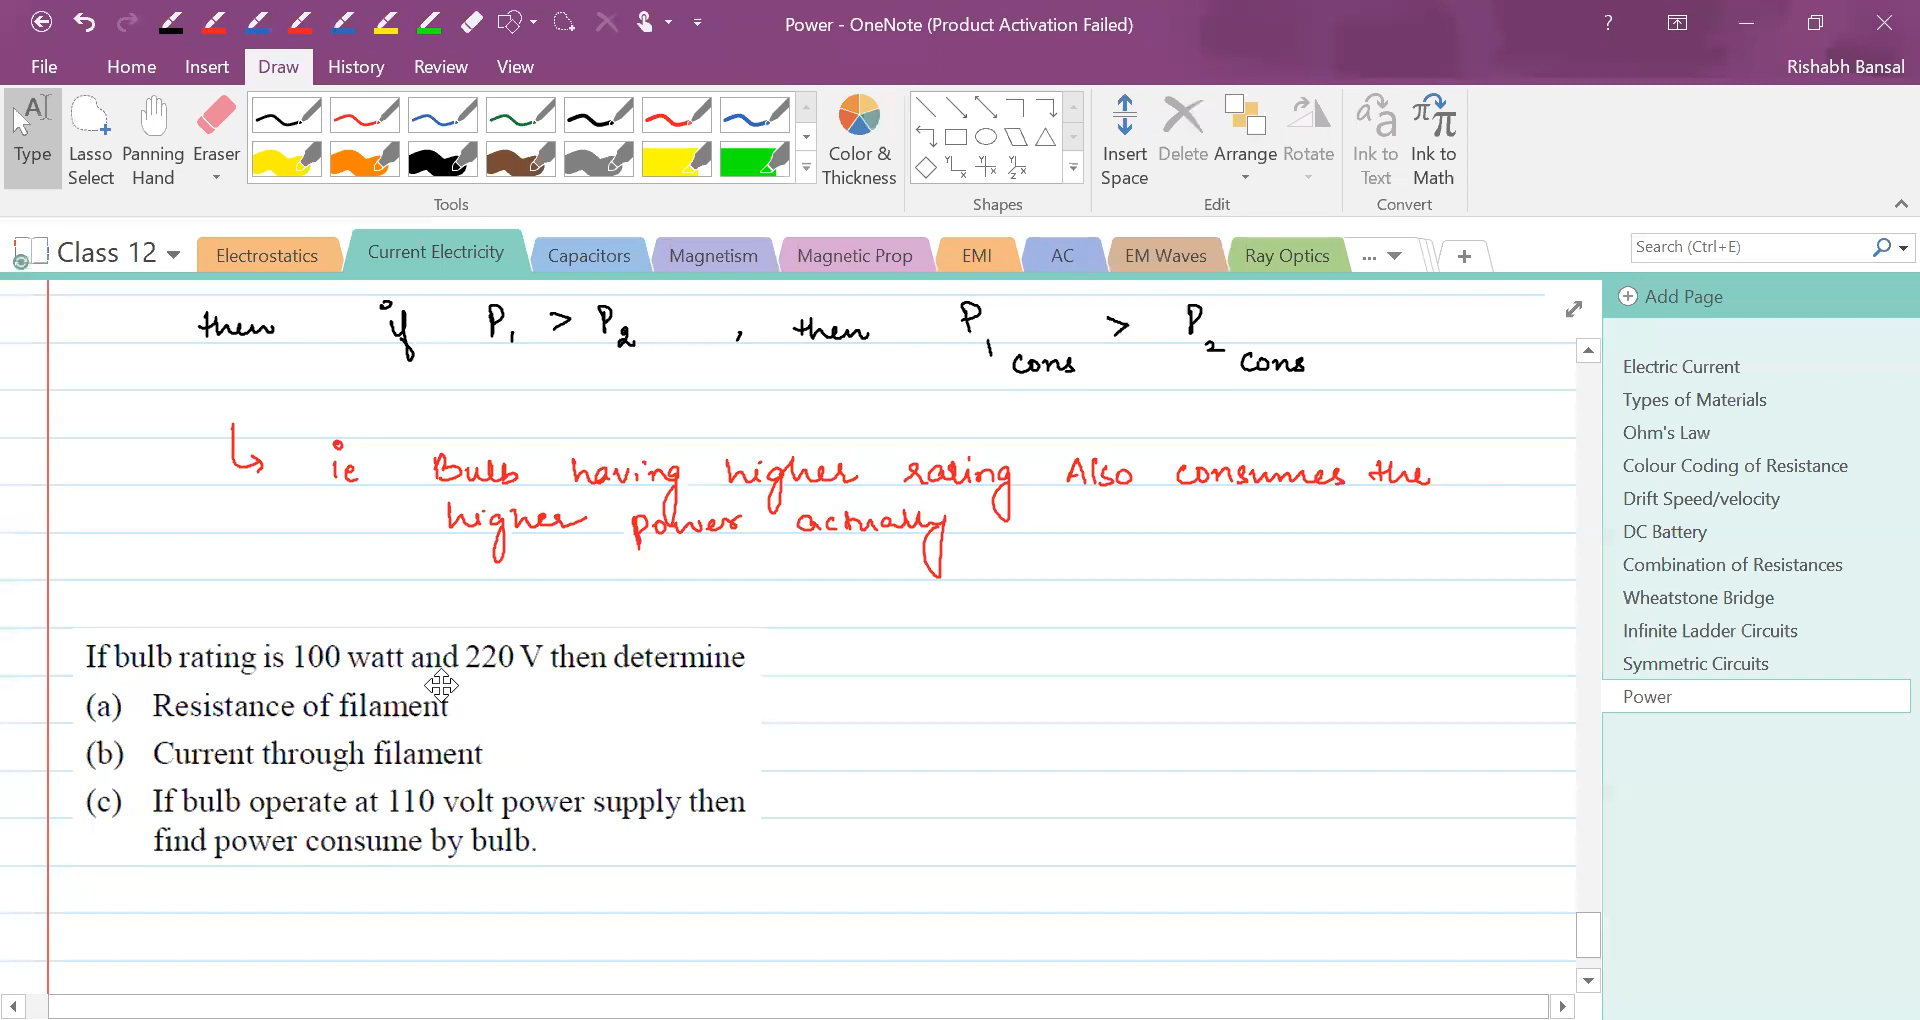 Power - OneNote (Product Activation Failed)
?
File Home Insert Draw History Review View
Rishabh Bansal
Type
Lasso Select
Panning Hand
Eraser
Color & Thickness
Insert Space
Delete
Arrange
Rotate
Ink to Text
Ink to Math
Tools
Shapes
Edit
Convert
Class 12
Electrostatics
Current Electricity
Capacitors
Magnetism
Magnetic Prop
EMI
AC
EM Waves
Ray Optics
...
Search (Ctrl+E)
then if P₁ > P₂ , then P₁ cons > P₂ cons
↳ ie Bulb having higher rating Also consumes the
higher power actually
If bulb rating is 100 watt and 220 V then determine
(a) Resistance of filament
(b) Current through filament
(c) If bulb operate at 110 volt power supply then
find power consume by bulb.
Add Page
Electric Current
Types of Materials
Ohm's Law
Colour Coding of Resistance
Drift Speed/velocity
DC Battery
Combination of Resistances
Wheatstone Bridge
Infinite Ladder Circuits
Symmetric Circuits
Power